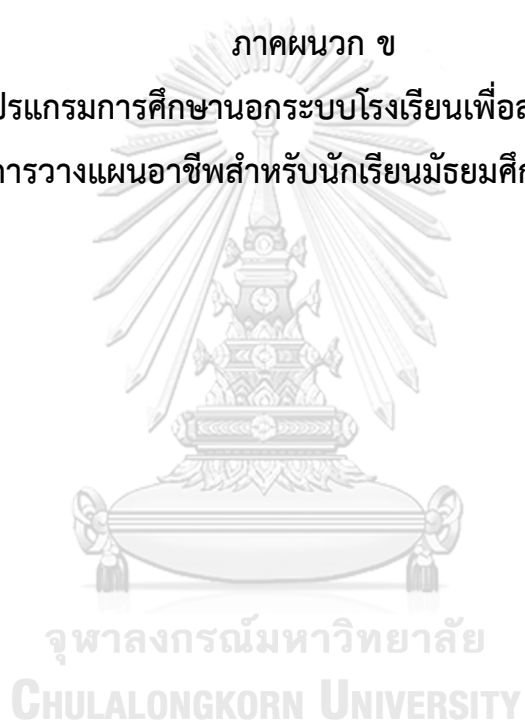 ภาคผนวก ข
ปรแกรมการศึกษานอกระบบโรงเรียนเพื่อ
การวางแผนอาชีพสำหรับนักเรียนมัธยมศึก
จุฬาลงกรณ์มหาวิทยาลัย
CHULALONGKORN UNIVERSITY